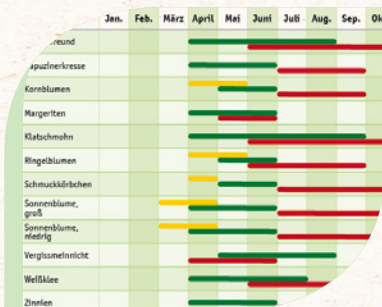 Jan. Feb. März April Mai Juni Juli Aug. Sep.
reund
apuzinerkresse
Kornblumen
Margeriten
Klatschmohn
Ringelblumen
Schmuckkörbchen
Sonnenblume,
groß
Sonnenblume,
niedrig
Vergissmeinnicht
Weißklee
Zinnien